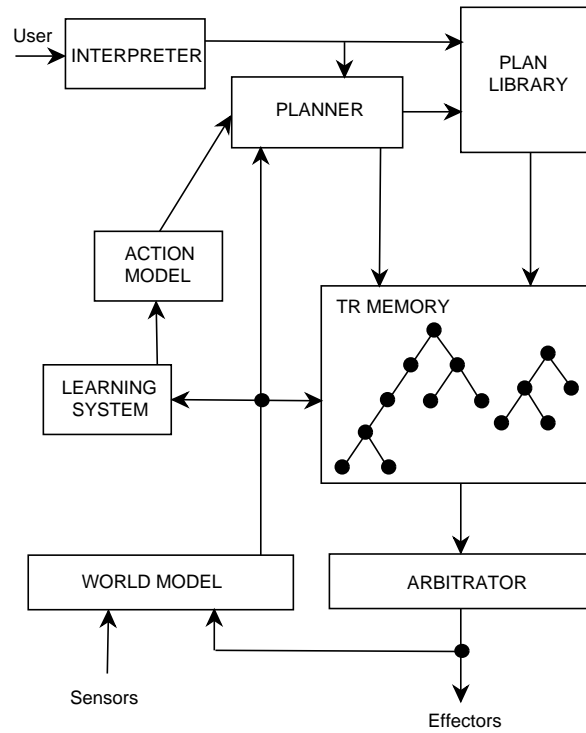 User
INTERPRETER
PLAN
LIBRARY
PLANNER
ACTION
MODEL
TR MEMORY
LEARNING
SYSTEM
WORLD MODEL
ARBITRATOR
Sensors
Effectors